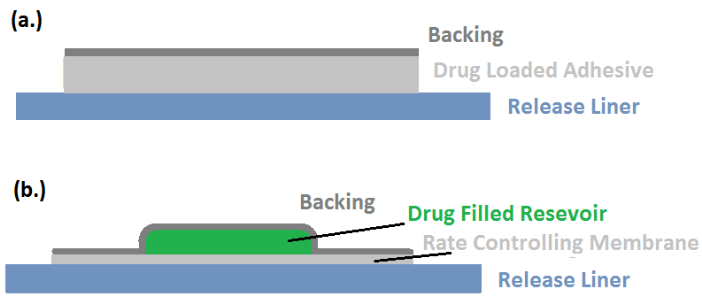 (a.)
Backing
Drug Loaded Adhesive
Release Liner
(b.)
Backing
Drug Filled Resevoir
Rate Controlling Membrane
Release Liner